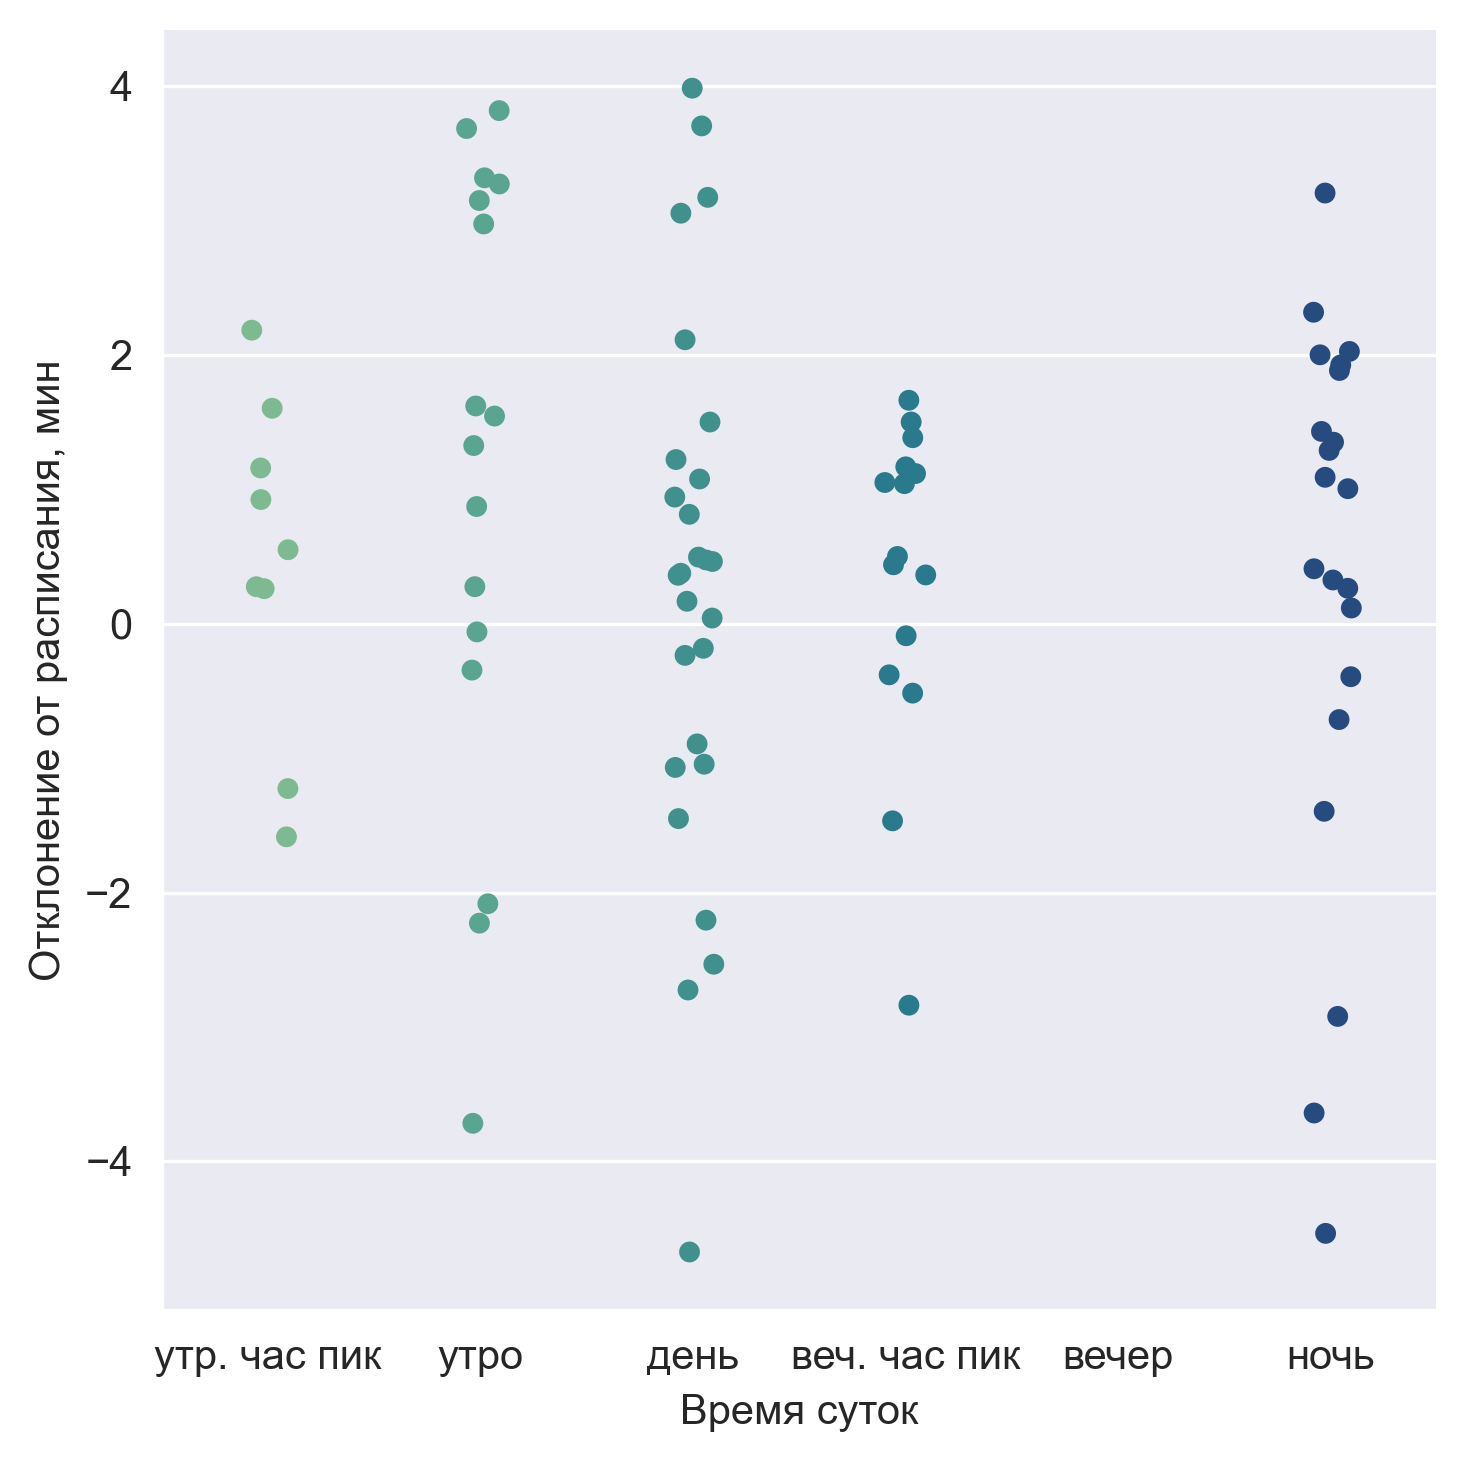 4
2
0
−2
−4
Отклонение от расписания, мин
утр. час пик утро день веч. час пик вечер ночь
Время суток